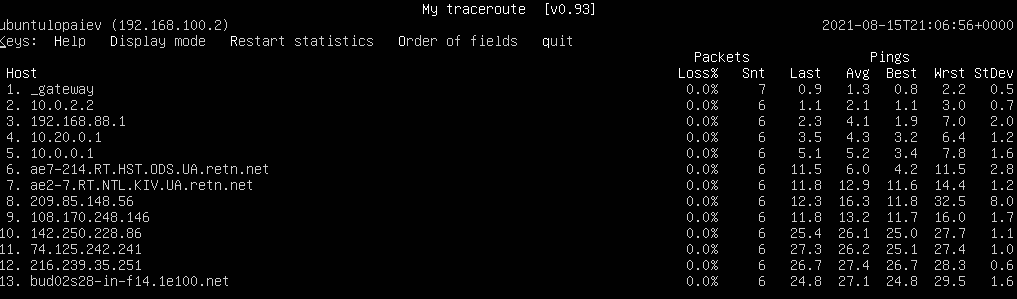 My traceroute  [v0.93]
ubuntulopaiev (192.168.100.2) 2021-08-15T21:06:56+0000
Keys:  Help   Display mode   Restart statistics   Order of fields   quit
Packets Pings
Host Loss% Snt Last Avg Best Wrst StDev
1. _gateway 0.0% 7 0.9 1.3 0.8 2.2 0.5
2. 10.0.2.2 0.0% 6 1.1 2.1 1.1 3.0 0.7
3. 192.168.88.1 0.0% 6 2.3 4.1 1.9 7.0 2.0
4. 10.20.0.1 0.0% 6 3.5 4.3 3.2 6.4 1.2
5. 10.0.0.1 0.0% 6 5.1 5.2 3.4 7.8 1.6
6. ae7-214.RT.HST.ODS.UA.retn.net 0.0% 6 11.5 6.0 4.2 11.5 2.8
7. ae2-7.RT.NTL.KIV.UA.retn.net 0.0% 6 11.8 12.9 11.6 14.4 1.2
8. 209.85.148.56 0.0% 6 12.3 16.3 11.8 32.5 8.0
9. 108.170.248.146 0.0% 6 11.8 13.2 11.7 16.0 1.7
10. 142.250.228.86 0.0% 6 25.4 26.1 25.0 27.7 1.1
11. 74.125.242.241 0.0% 6 27.3 26.2 25.1 27.4 1.0
12. 216.239.35.251 0.0% 6 26.7 27.4 26.7 28.3 0.6
13. bud02s28-in-f14.1e100.net 0.0% 6 24.8 27.1 24.8 29.5 1.6